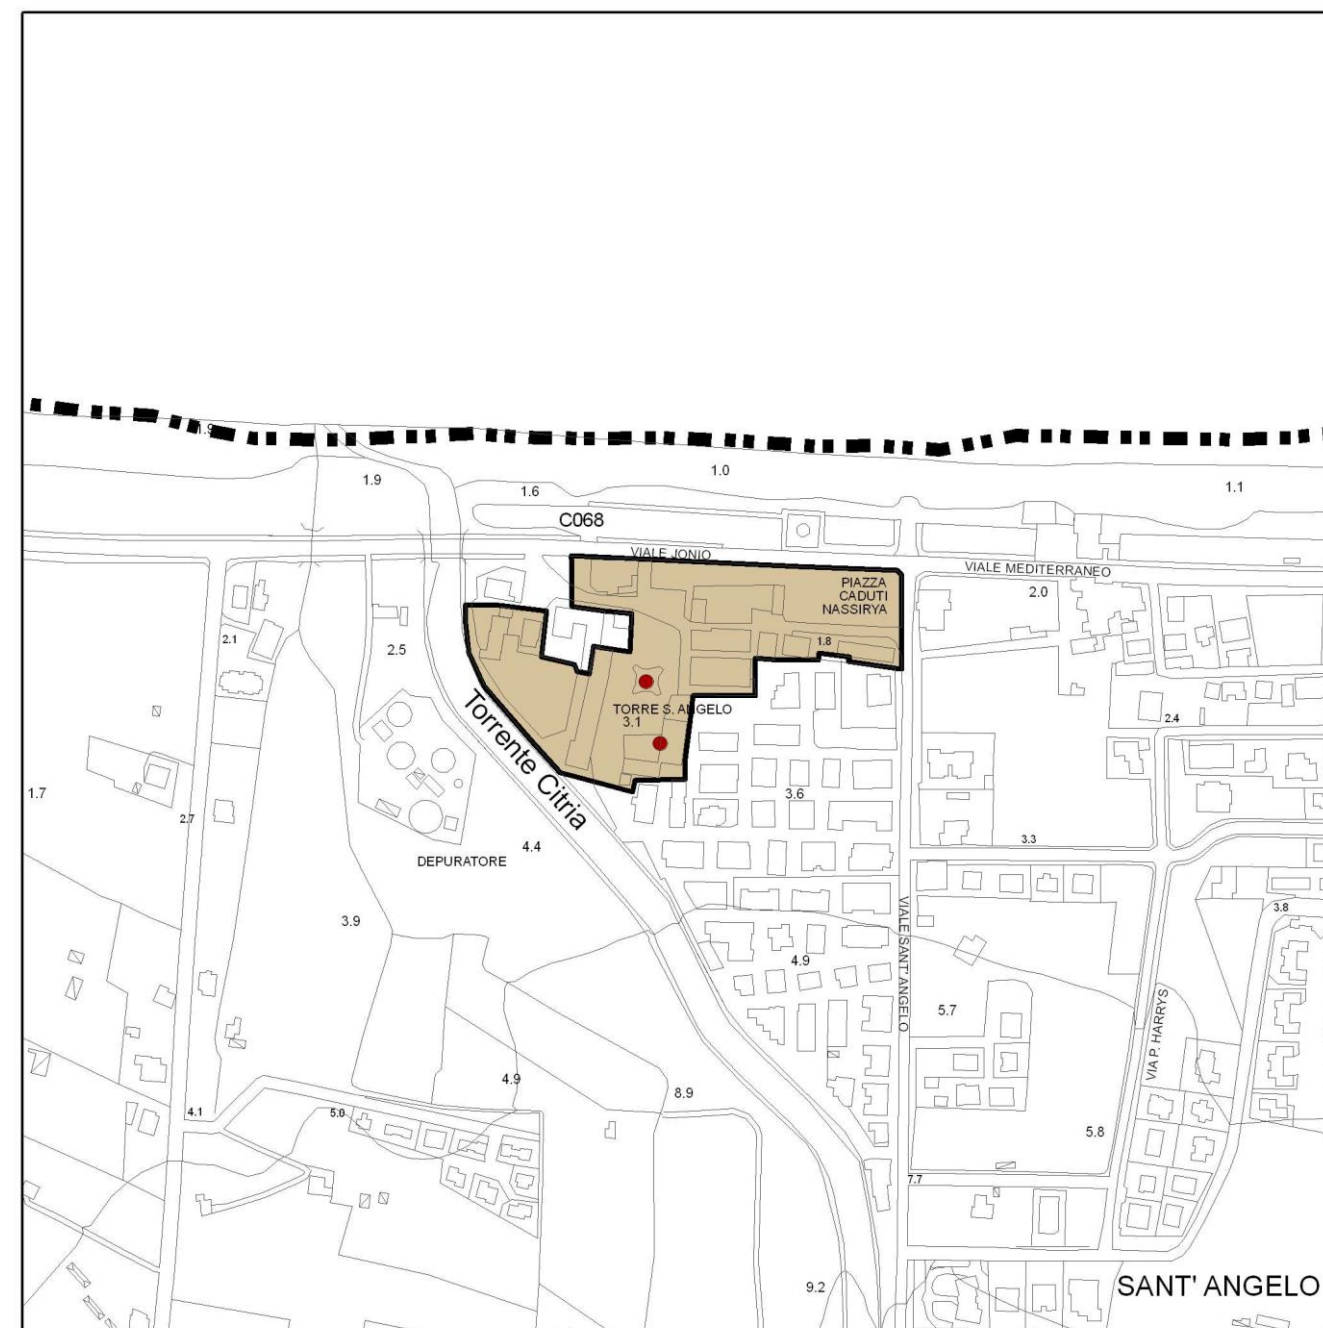 1.9
1.0
1.9
1.6
1.1
C068
VIALE JONIO
VIALE MEDITERRANEO
PIAZZA
CADUTI
NASSIRYA
2.0
2.1
2.5
1.8
TORRE S. ANGELO
3.1
2.4
Torrente Citria
1.7
2.7
3.6
4.4
3.3
DEPURATORE
3.9
3.8
VIALE SANT' ANGELO
4.9
5.7
VIA P. HARRYS
4.9
8.9
4.1
5.0
5.8
7.7
9.2
SANT' ANGELO